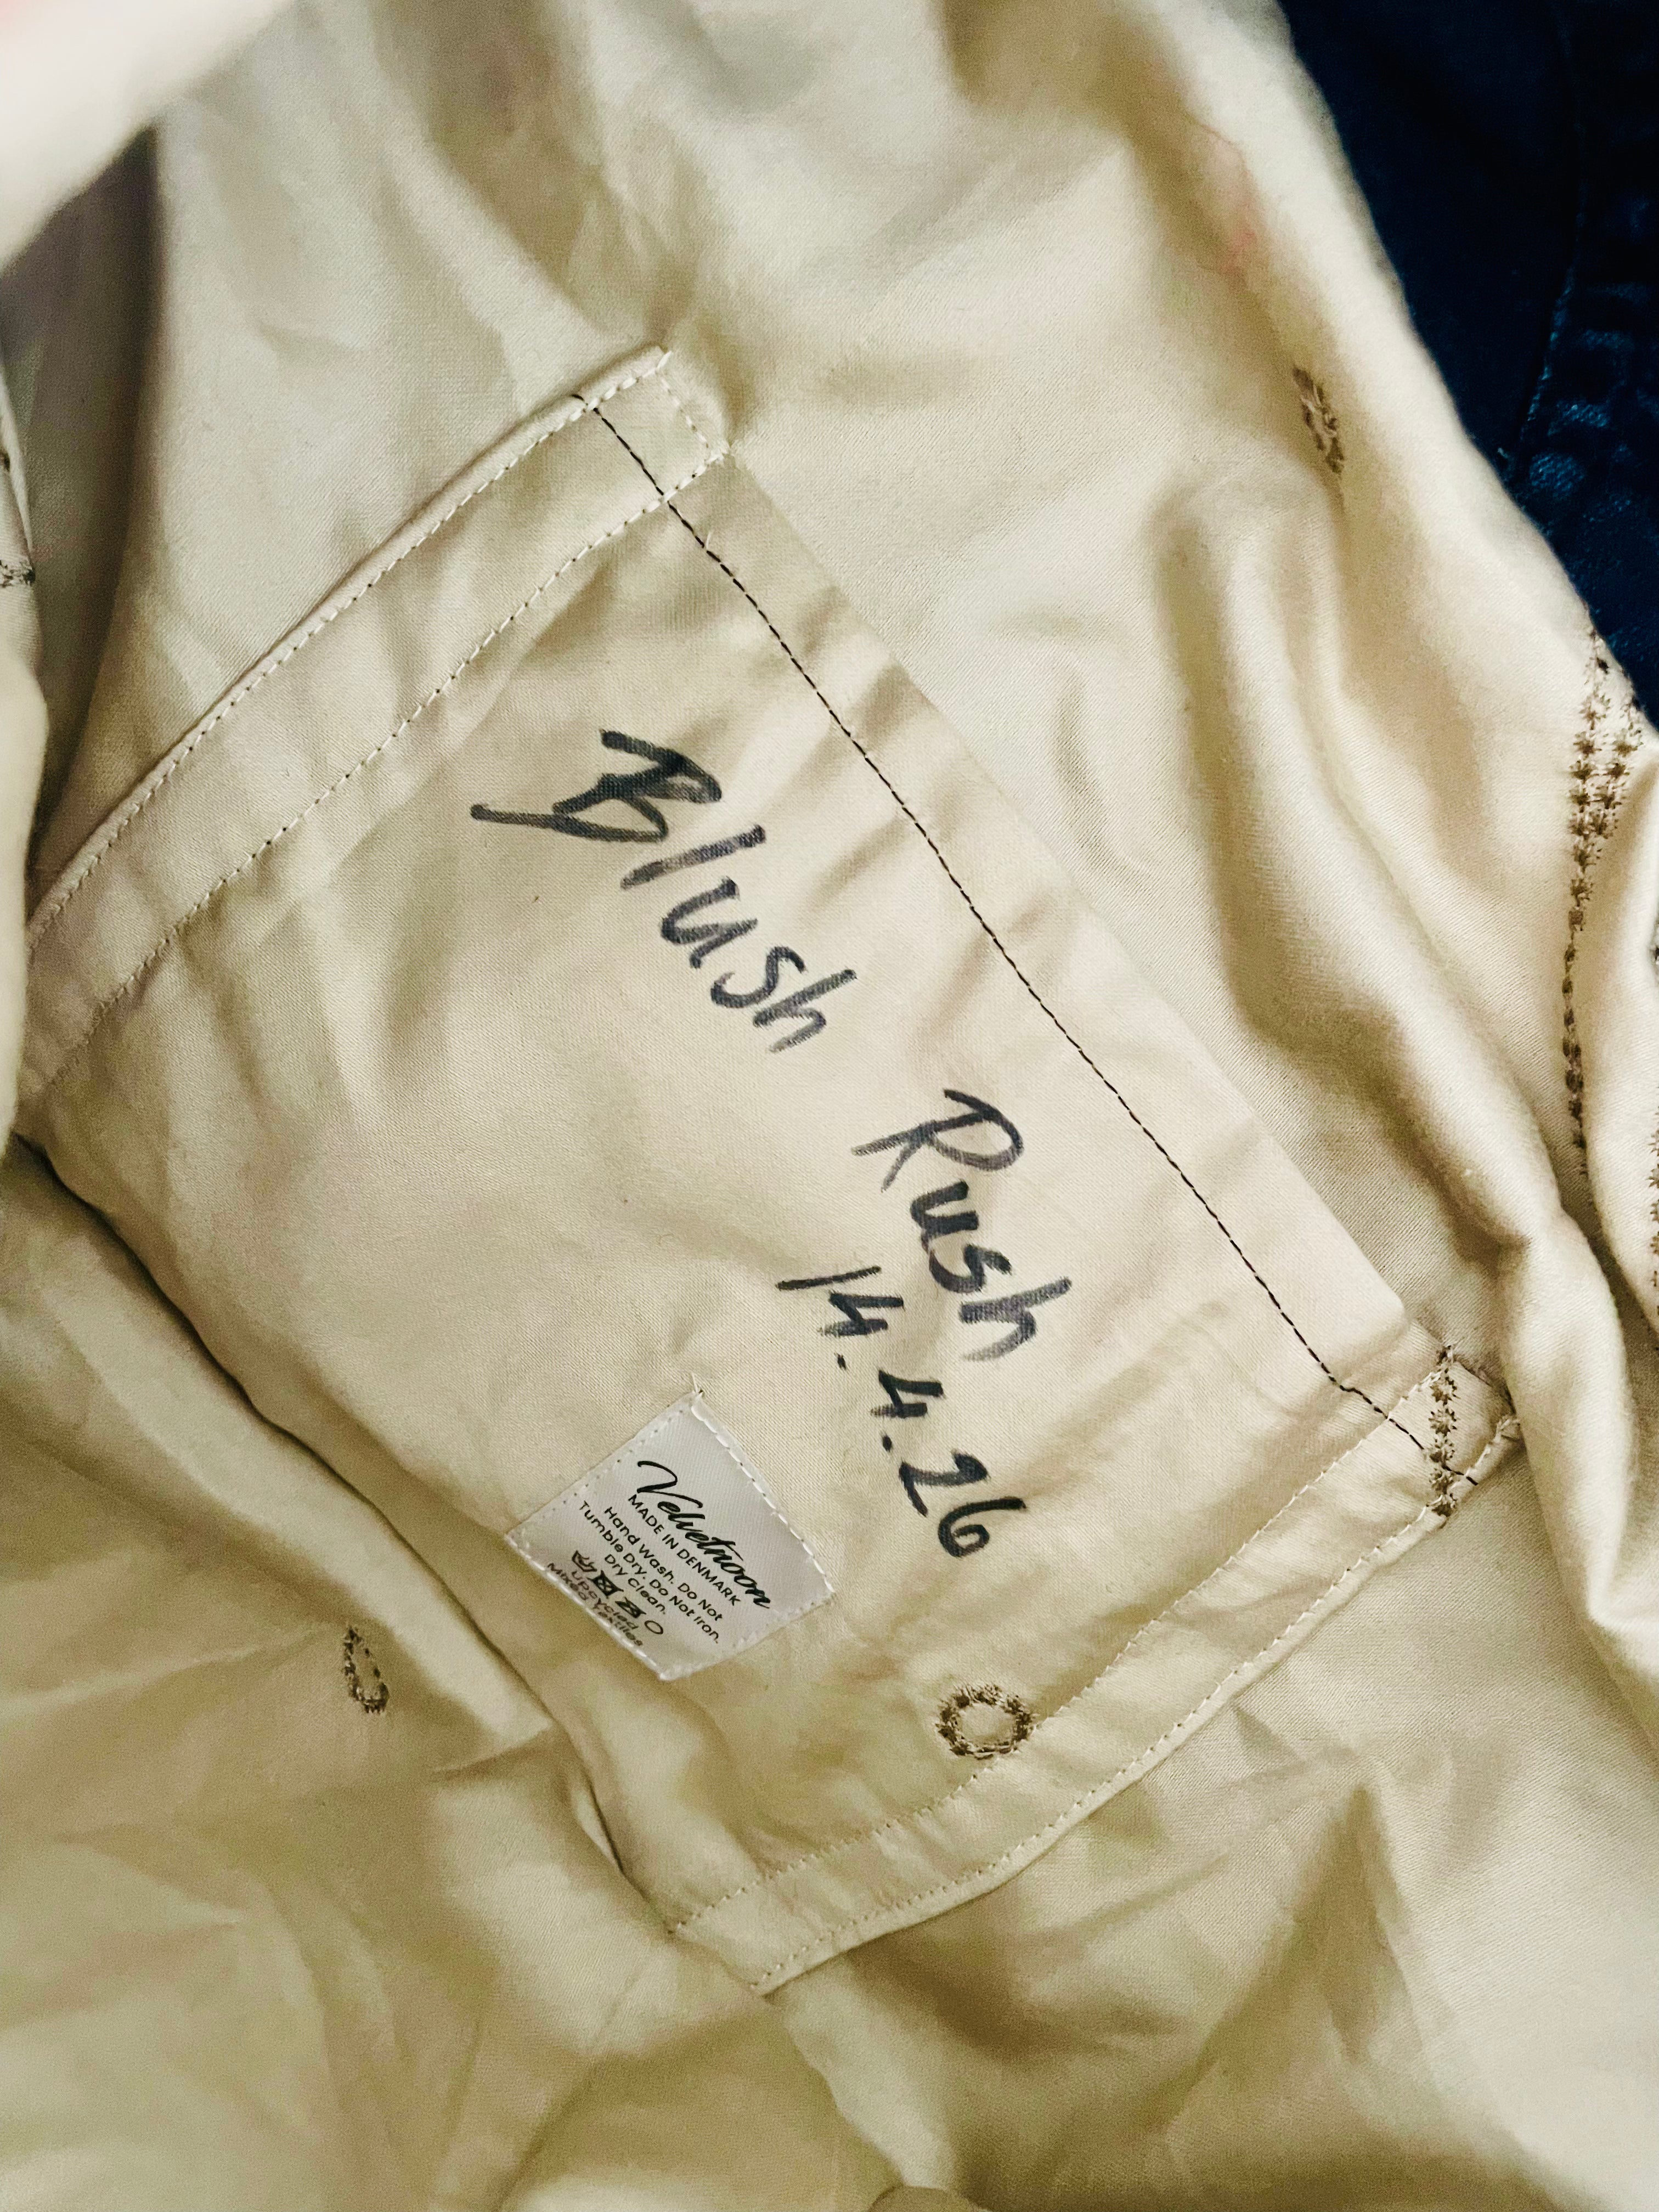 Blush Rush
14.4.26
Velvetnoon
MADE IN DENMARK
Hand Wash. Do Not
Tumble Dry. Do Not Iron.
Dry Clean.
Upcycled
Mixed Textiles